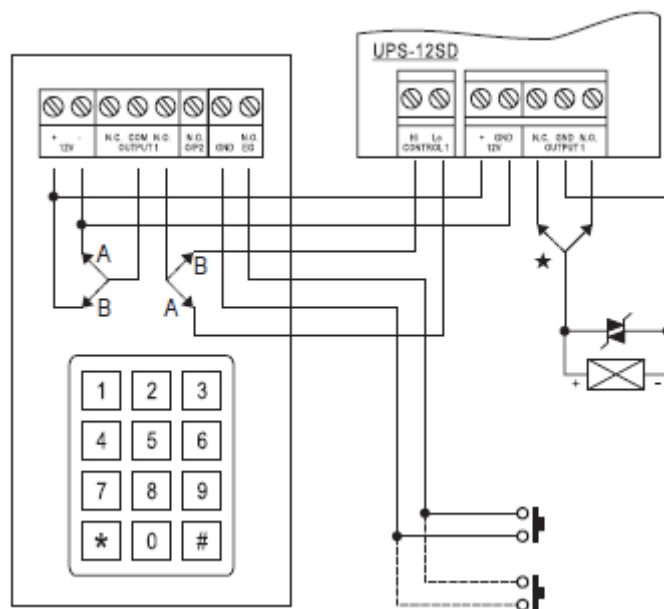 UPS-12SD
+ - N.C. COM N.O. N.O. GND N.O.
12V OUTPUT 1 O/P2 EG
Hi Lo + GND N.C. GND N.O.
CONTROL 1 12V OUTPUT 1
A
B
B
A
★
+ -
1 2 3
4 5 6
7 8 9
* 0 #